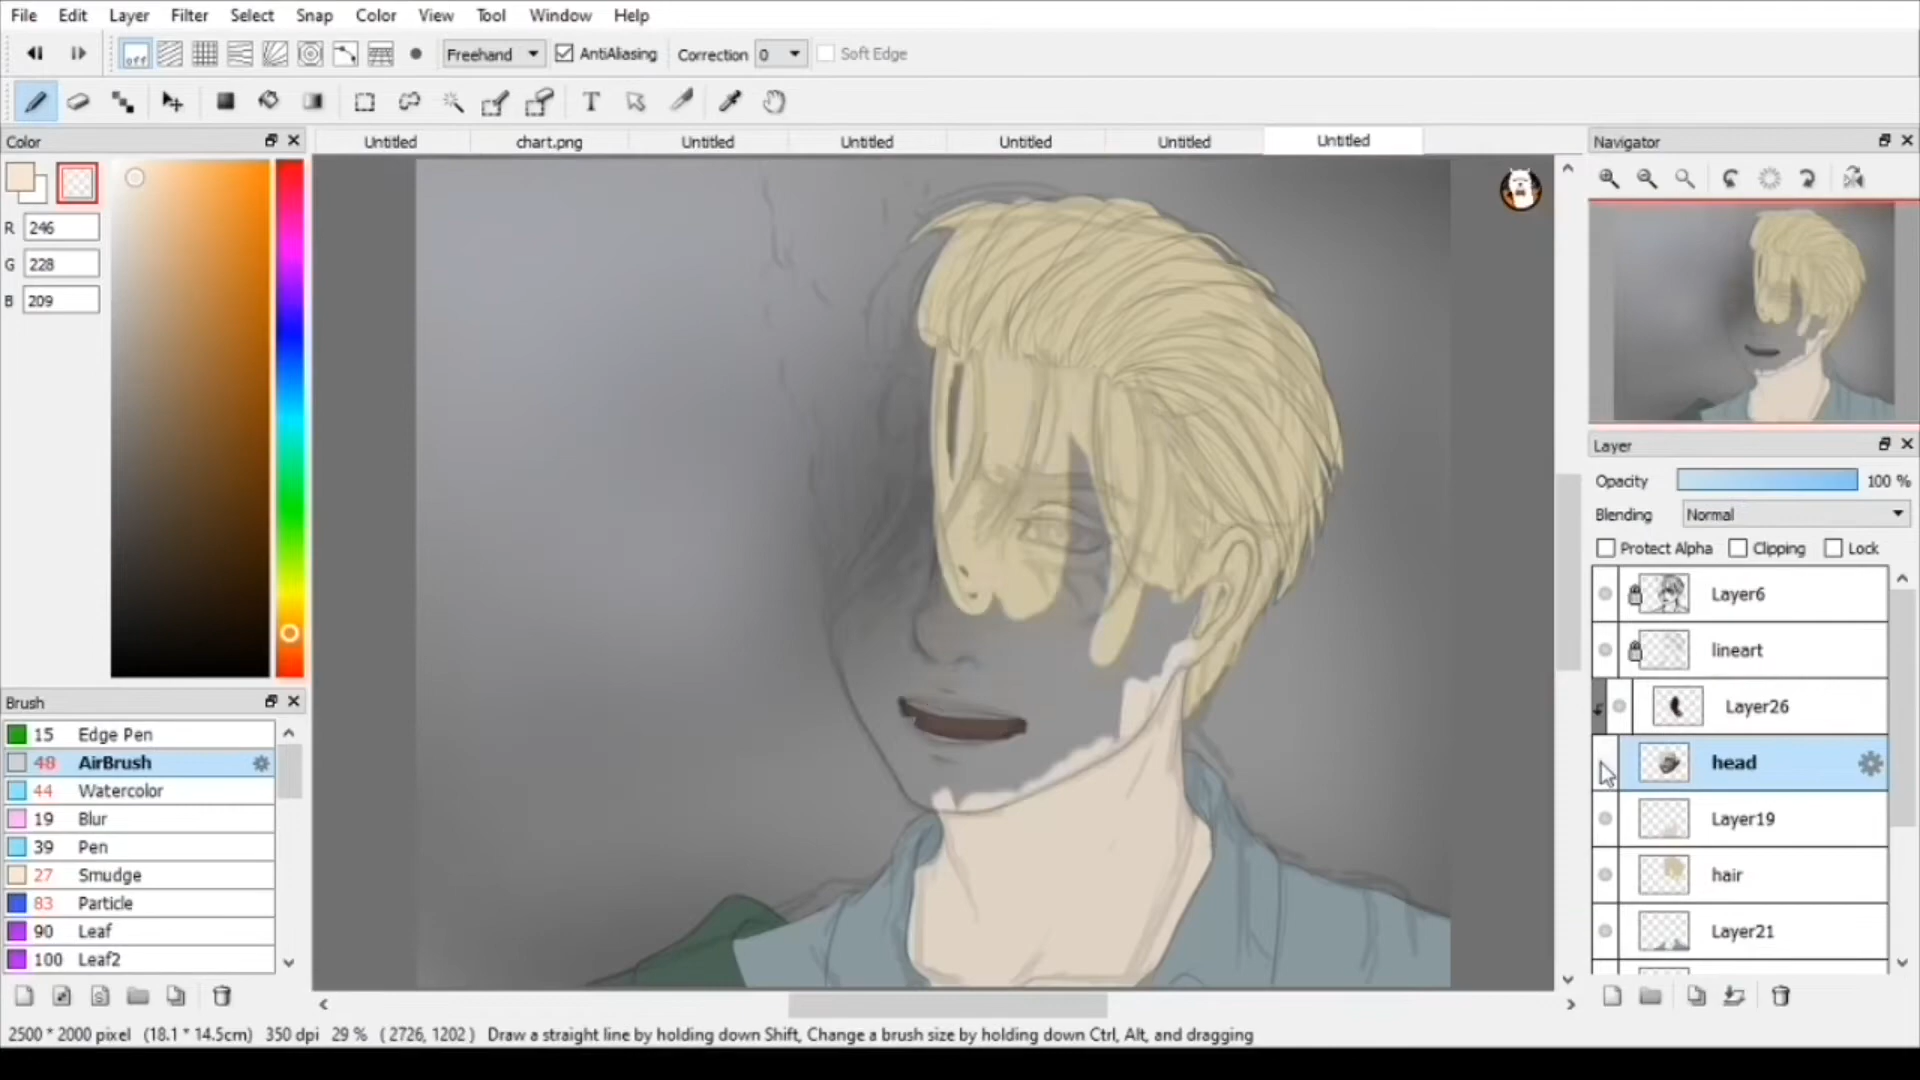 File Edit Layer Filter Select Snap Color View Tool Window Help
off Freehand AntiAliasing Correction 0 Soft Edge
T
Color
Untitled chart.png Untitled Untitled Untitled Untitled Untitled
Navigator
R 246
G 228
B 209
Layer
Opacity 100 %
Blending Normal
Protect Alpha Clipping Lock
Layer6
lineart
Layer26
head
Layer19
hair
Layer21
Brush
15 Edge Pen
48 AirBrush
44 Watercolor
19 Blur
39 Pen
27 Smudge
83 Particle
90 Leaf
100 Leaf2
2500 * 2000 pixel (18.1 * 14.5cm) 350 dpi 29 % ( 2726, 1202 ) Draw a straight line by holding down Shift, Change a brush size by holding down Ctrl, Alt, and dragging